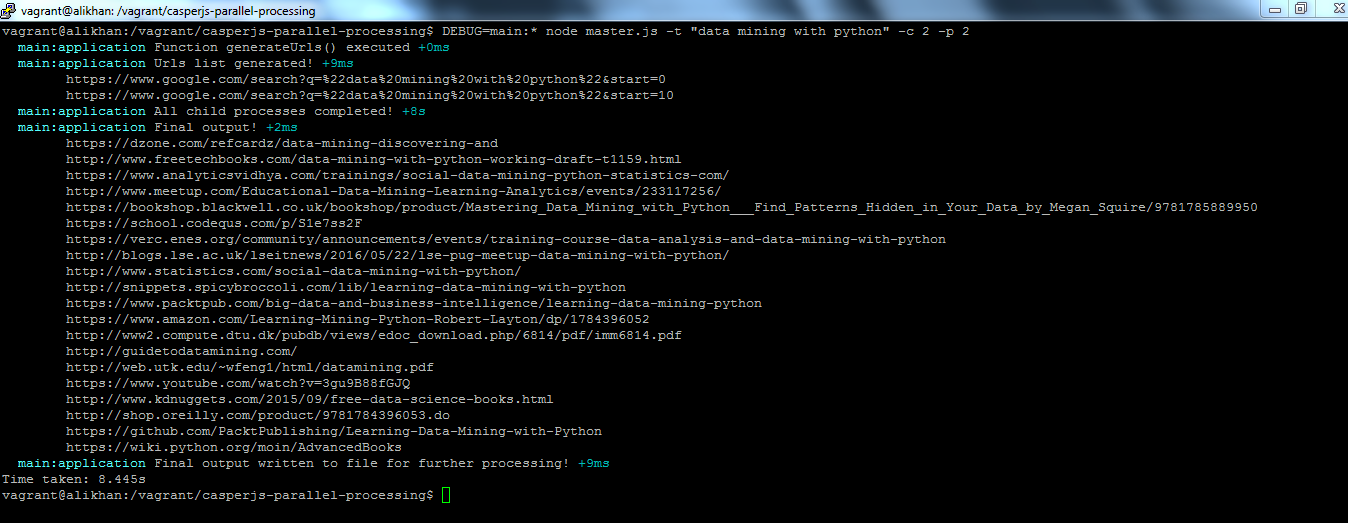 vagrant@alikhan: /vagrant/casperjs-parallel-processing
vagrant@alikhan:/vagrant/casperjs-parallel-processing$ DEBUG=main:* node master.js -t "data mining with python" -c 2 -p 2
main:application Function generateUrls() executed +0ms
main:application Urls list generated! +9ms
https://www.google.com/search?q=%22data%20mining%20with%20python%22&start=0
https://www.google.com/search?q=%22data%20mining%20with%20python%22&start=10
main:application All child processes completed! +8s
main:application Final output! +2ms
https://dzone.com/refcardz/data-mining-discovering-and
http://www.freetechbooks.com/data-mining-with-python-working-draft-t1159.html
https://www.analyticsvidhya.com/trainings/social-data-mining-python-statistics-com/
http://www.meetup.com/Educational-Data-Mining-Learning-Analytics/events/233117256/
https://bookshop.blackwell.co.uk/bookshop/product/Mastering_Data_Mining_with_Python___Find_Patterns_Hidden_in_Your_Data_by_Megan_Squire/9781785889950
https://school.codequs.com/p/S1e7ss2F
https://verc.enes.org/community/announcements/events/training-course-data-analysis-and-data-mining-with-python
http://blogs.lse.ac.uk/lseitnews/2016/05/22/lse-pug-meetup-data-mining-with-python/
http://www.statistics.com/social-data-mining-with-python/
http://snippets.spicybroccoli.com/lib/learning-data-mining-with-python
https://www.packtpub.com/big-data-and-business-intelligence/learning-data-mining-python
https://www.amazon.com/Learning-Mining-Python-Robert-Layton/dp/1784396052
http://www2.compute.dtu.dk/pubdb/views/edoc_download.php/6814/pdf/imm6814.pdf
http://guidetodatamining.com/
http://web.utk.edu/~wfeng1/html/datamining.pdf
https://www.youtube.com/watch?v=3gu9B88fGJQ
http://www.kdnuggets.com/2015/09/free-data-science-books.html
http://shop.oreilly.com/product/9781784396053.do
https://github.com/PacktPublishing/Learning-Data-Mining-with-Python
https://wiki.python.org/moin/AdvancedBooks
main:application Final output written to file for further processing! +9ms
Time taken: 8.445s
vagrant@alikhan:/vagrant/casperjs-parallel-processing$